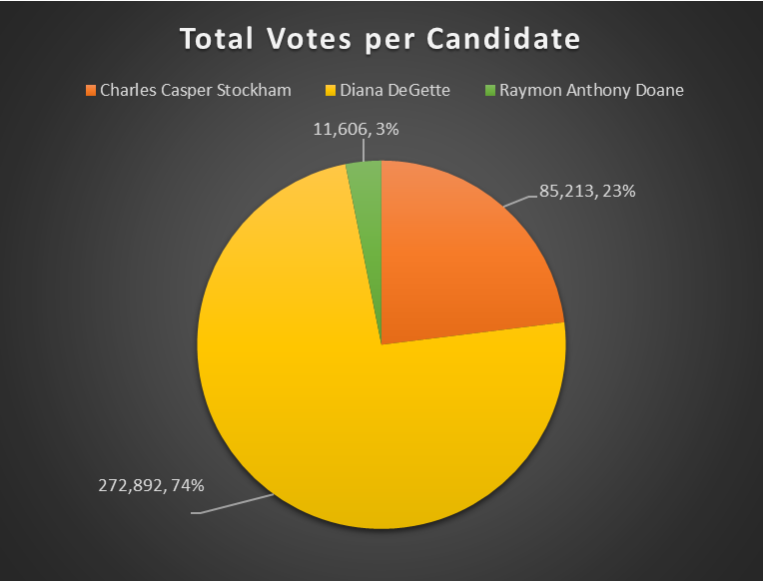 Total Votes per Candidate
Charles Casper Stockham Diana DeGette Raymon Anthony Doane
11,606, 3%
85,213, 23%
272,892, 74%